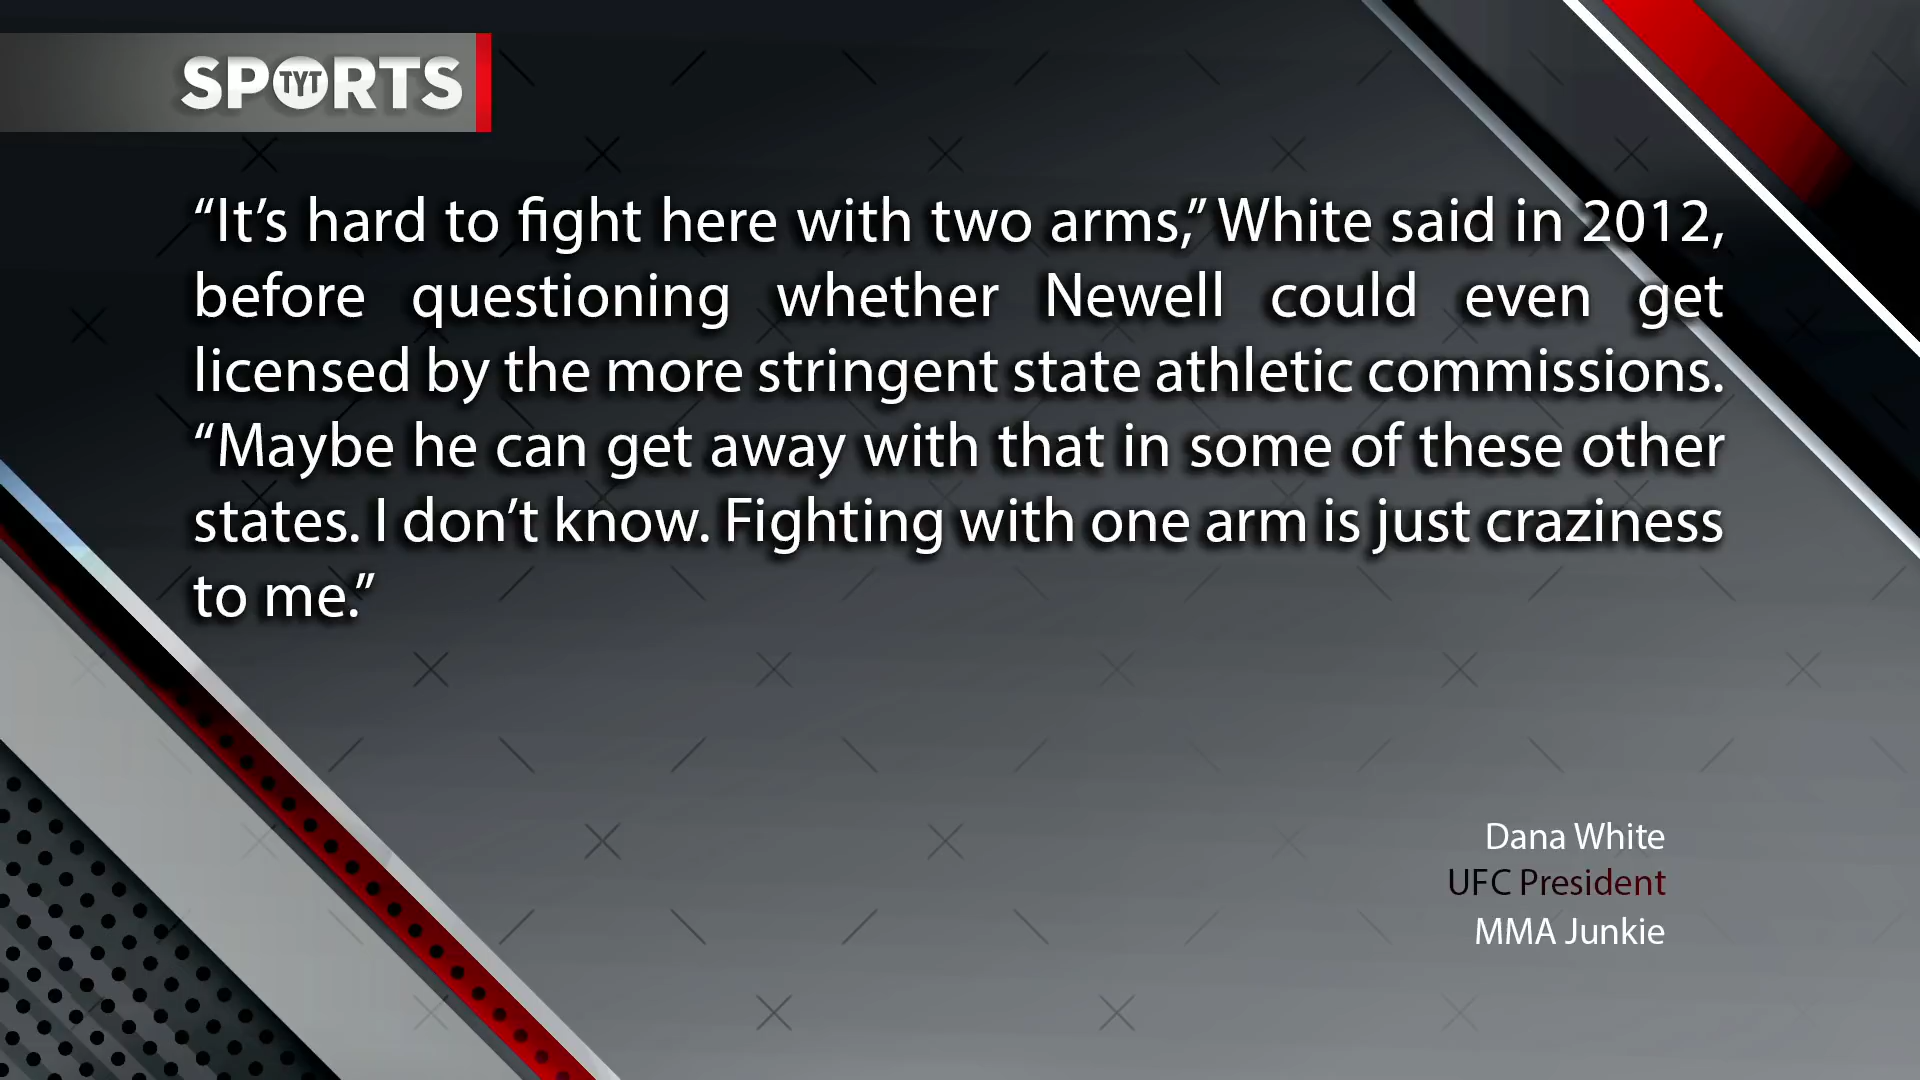 SPORTS
TYT
“It’s hard to fight here with two arms,” White said in 2012,
before questioning whether Newell could even get
licensed by the more stringent state athletic commissions.
“Maybe he can get away with that in some of these other
states. I don’t know. Fighting with one arm is just craziness
to me.”
Dana White
UFC President
MMA Junkie